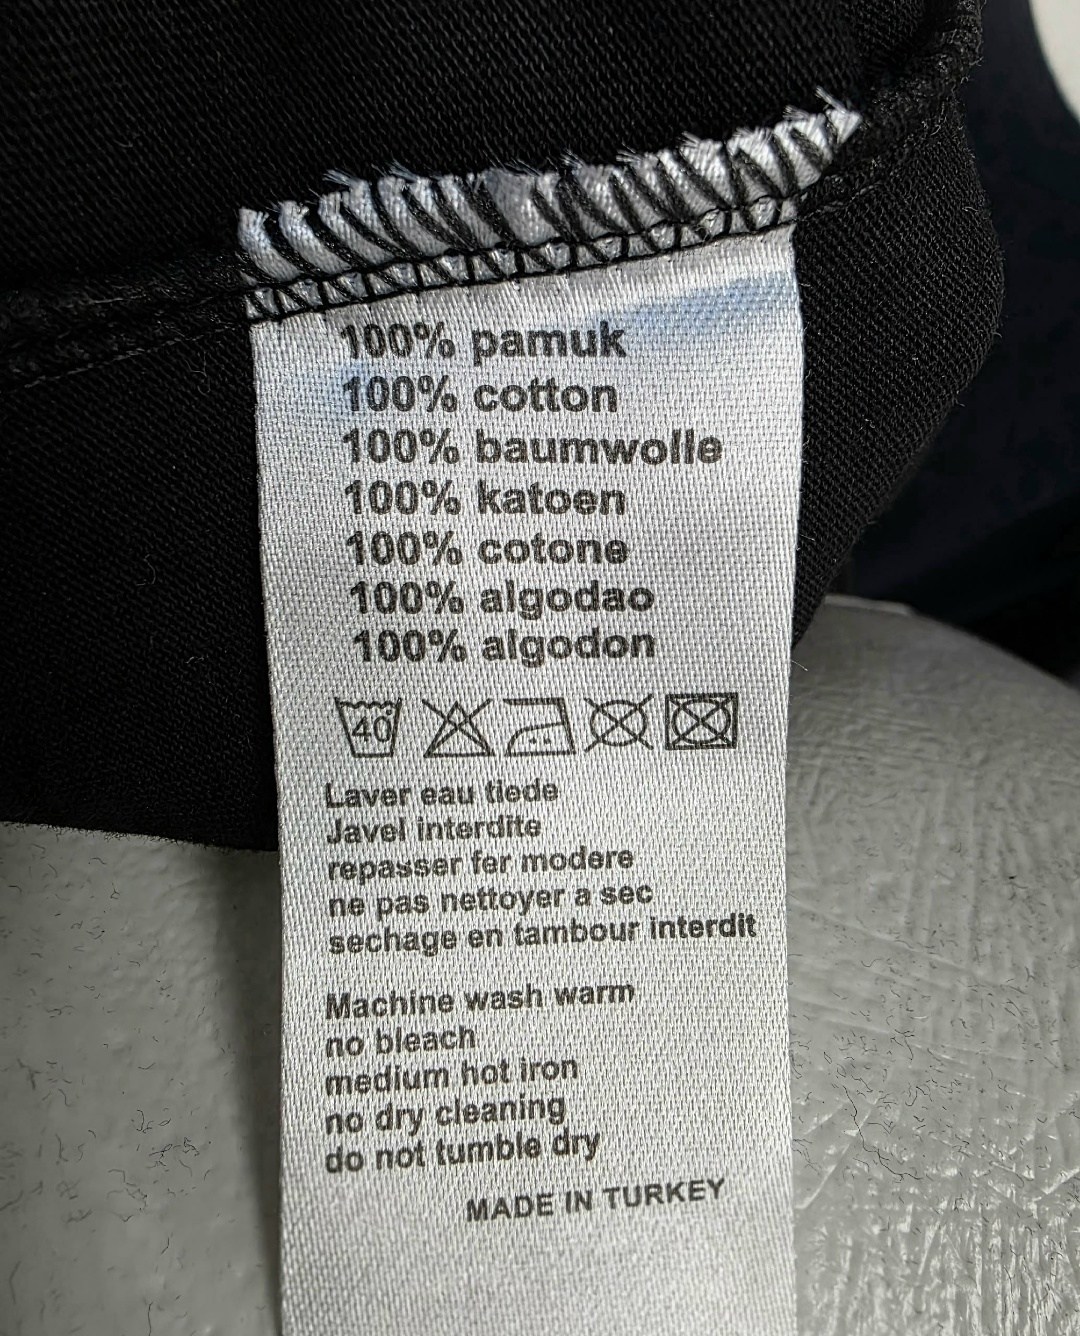 100% pamuk
100% cotton
100% baumwolle
100% katoen
100% cotone
100% algodao
100% algodon
40°
Laver eau tiede
Javel interdite
repasser fer modere
ne pas nettoyer a sec
sechage en tambour interdit
Machine wash warm
no bleach
medium hot iron
no dry cleaning
do not tumble dry
MADE IN TURKEY